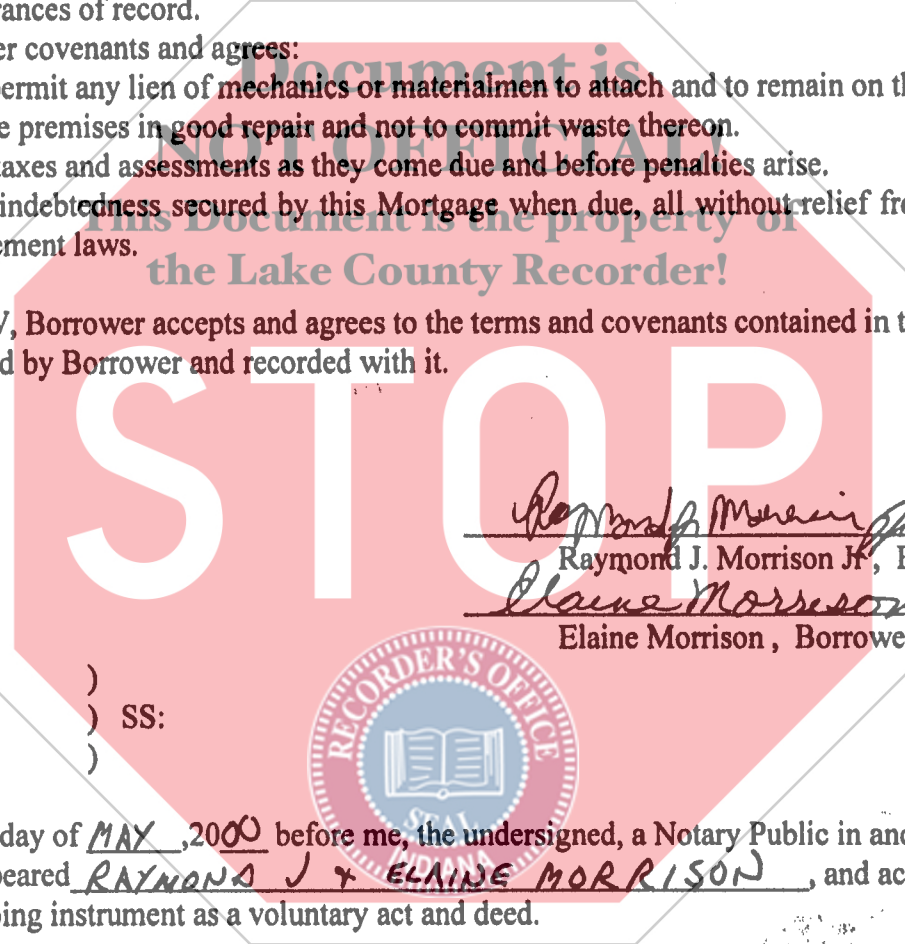 rances of record.
er covenants and agrees:
Document is
ermit any lien of mechanics or materialmen to attach and to remain on th
e premises in good repair and not to commit waste thereon.
NOT OFFICIAL!
taxes and assessments as they come due and before penalties arise.
indebtedness secured by this Mortgage when due, all without relief fr
This Document is the property of
ement laws.
the Lake County Recorder!
, Borrower accepts and agrees to the terms and covenants contained in t
d by Borrower and recorded with it.
STOP
Raymond J Morrison
Raymond J. Morrison Jr ,
Elaine Morrison
Elaine Morrison , Borrowe
)
) SS:
)
RECORDER'S OFFICE
SEAL
INDIANA
day of MAY ,2000 before me, the undersigned, a Notary Public in and
peared RAYMOND J + ELAINE MORRISON , and ac
ing instrument as a voluntary act and deed.